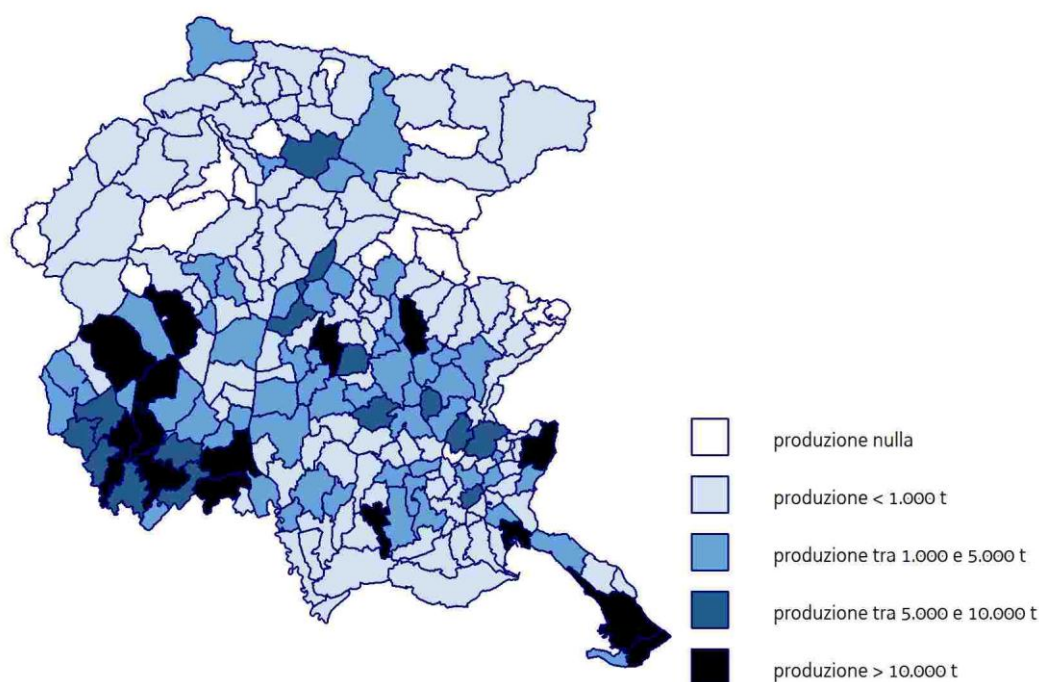 produzione nulla
produzione < 1.000 t
produzione tra 1.000 e 5.000 t
produzione tra 5.000 e 10.000 t
produzione > 10.000 t